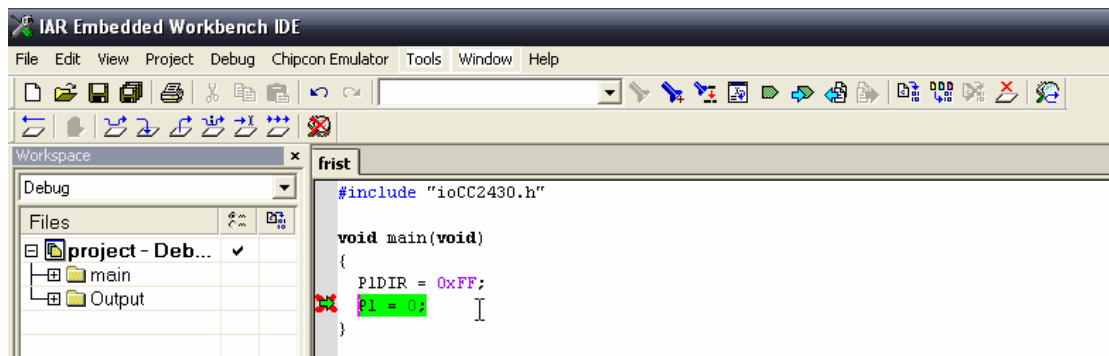 IAR Embedded Workbench IDE
File Edit View Project Debug Chipcon Emulator Tools Window Help
Workspace
Debug
Files
project - Deb...
main
Output
frist
#include "ioCC2430.h"
void main(void)
{
P1DIR = 0xFF;
P1 = 0;
}